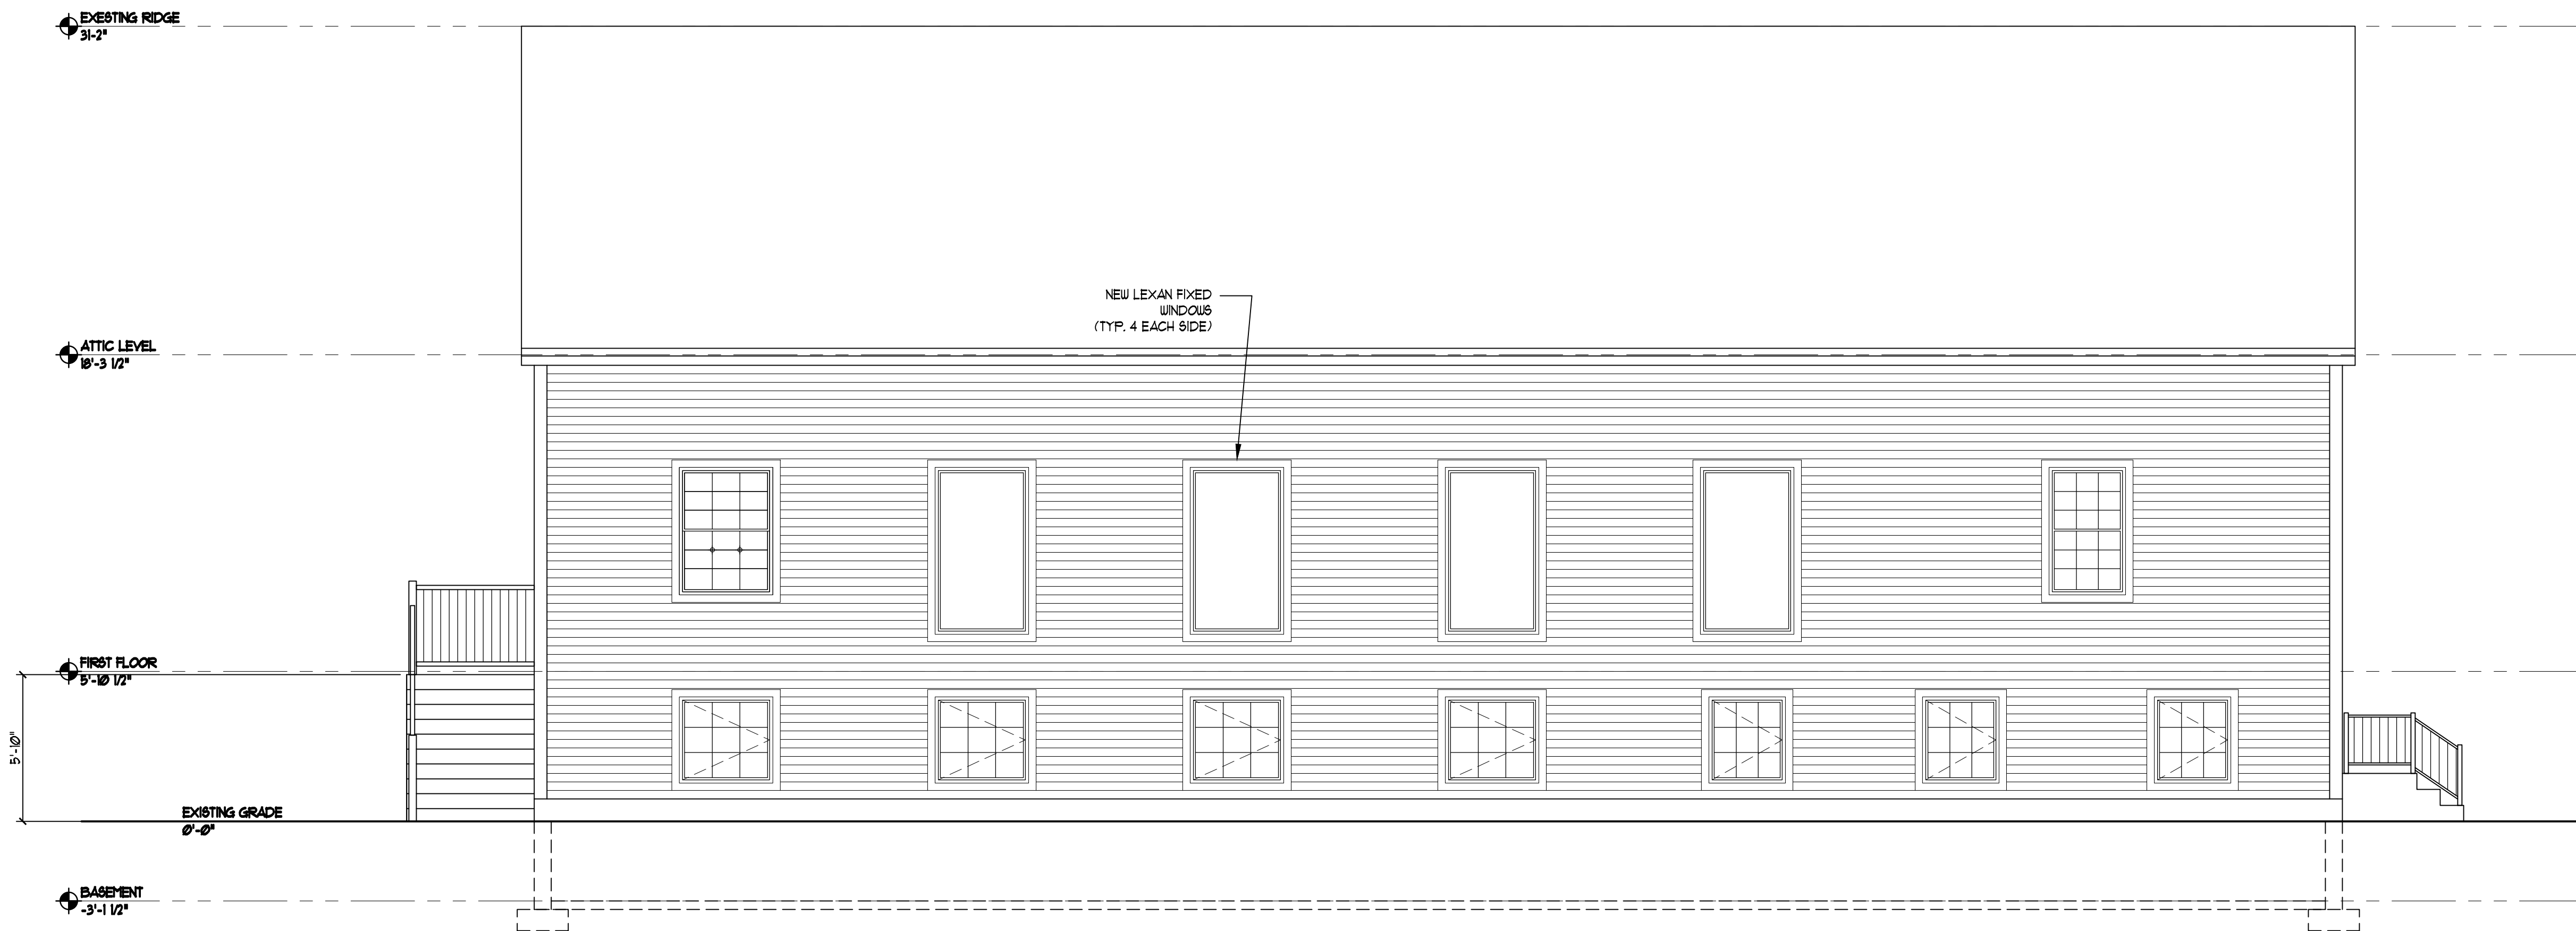 EXESTING RIDGE
31-2"
NEW LEXAN FIXED
WINDOWS
(TYP. 4 EACH SIDE)
ATTIC LEVEL
18'-3 1/2"
FIRST FLOOR
5'-10 1/2"
5'-10"
EXISTING GRADE
0'-0"
BASEMENT
-3'-1 1/2"